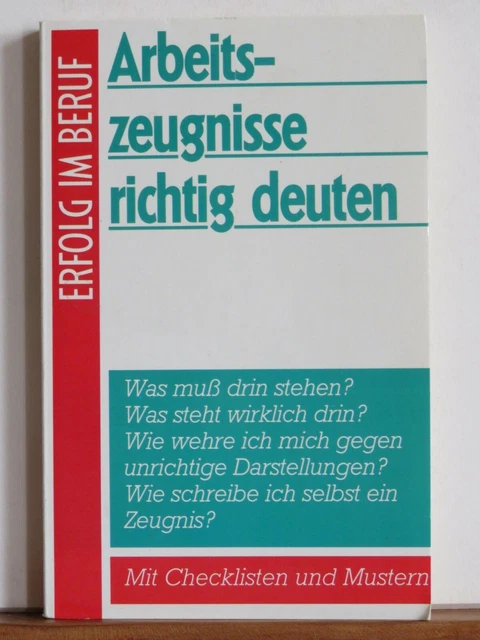 ERFOLG IM BERUF
Arbeits-
zeugnisse
richtig deuten
Was muß drin stehen?
Was steht wirklich drin?
Wie wehre ich mich gegen
unrichtige Darstellungen?
Wie schreibe ich selbst ein
Zeugnis?
Mit Checklisten und Mustern